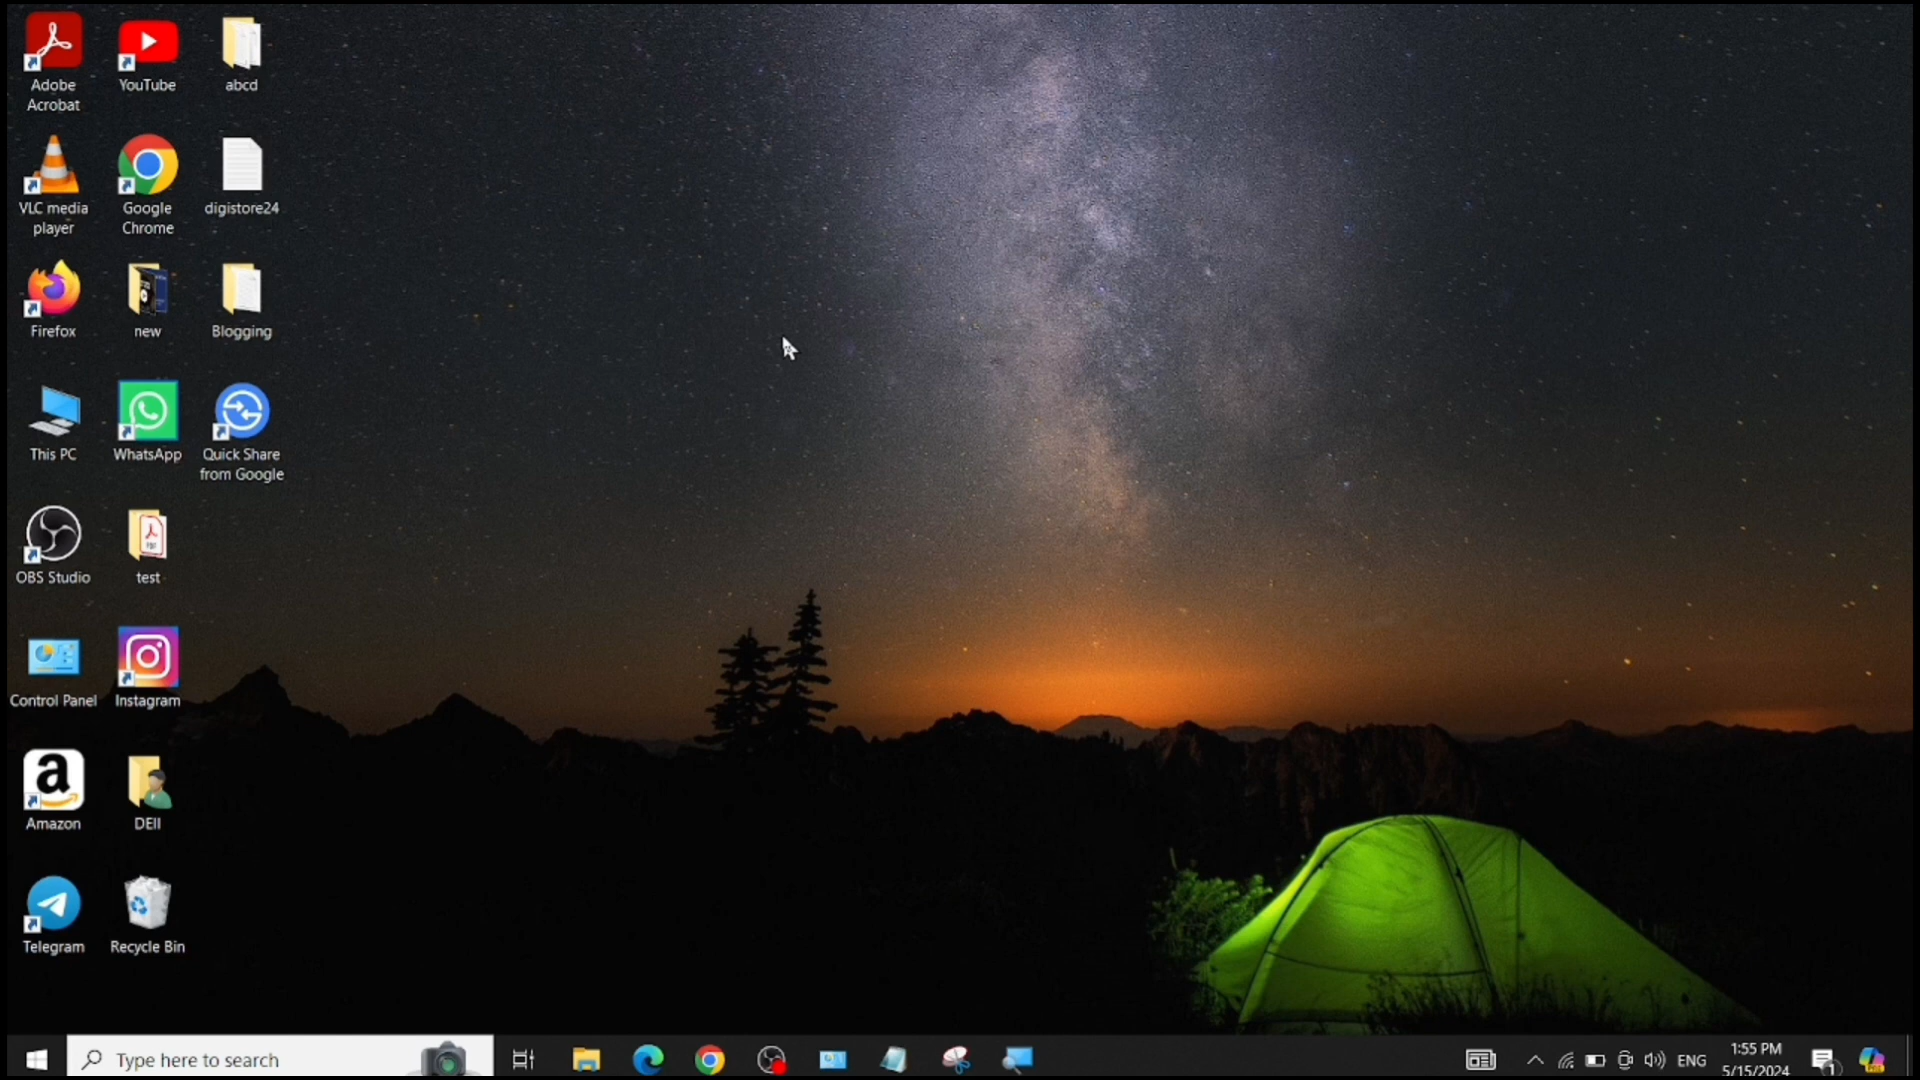 Adobe
Acrobat
YouTube
abcd
VLC media
player
Google
Chrome
digistore24
Firefox
new
Blogging
This PC
WhatsApp
Quick Share
from Google
OBS Studio
PDF
test
Control Panel
Instagram
a
Amazon
DEll
Telegram
Recycle Bin
Type here to search
ENG
1:55 PM
5/15/2024
1